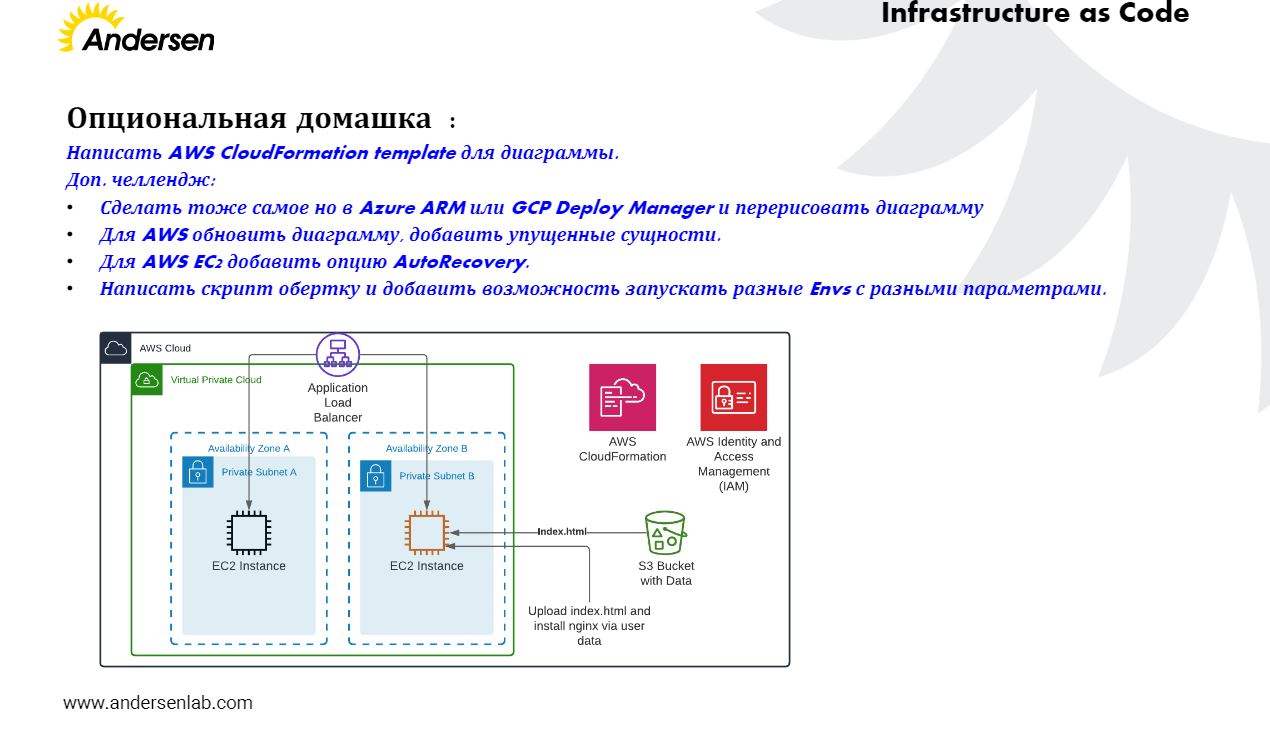 Infrastructure as Code
Andersen
Опциональная домашка :
Написать AWS CloudFormation template для диаграммы.
Доп. челлендж:
• Сделать тоже самое но в Azure ARM или GCP Deploy Manager и перерисовать диаграмму
• Для AWS обновить диаграмму, добавить упущенные сущности.
• Для AWS EC2 добавить опцию AutoRecovery.
• Написать скрипт обертку и добавить возможность запускать разные Envs с разными параметрами.
AWS Cloud
Virtual Private Cloud
Application
Load
Balancer
Availability Zone A
Private Subnet A
EC2 Instance
Availability Zone B
Private Subnet B
EC2 Instance
AWS
CloudFormation
AWS Identity and
Access
Management
(IAM)
Index.html
S3 Bucket
with Data
Upload index.html and
install nginx via user
data
www.andersenlab.com